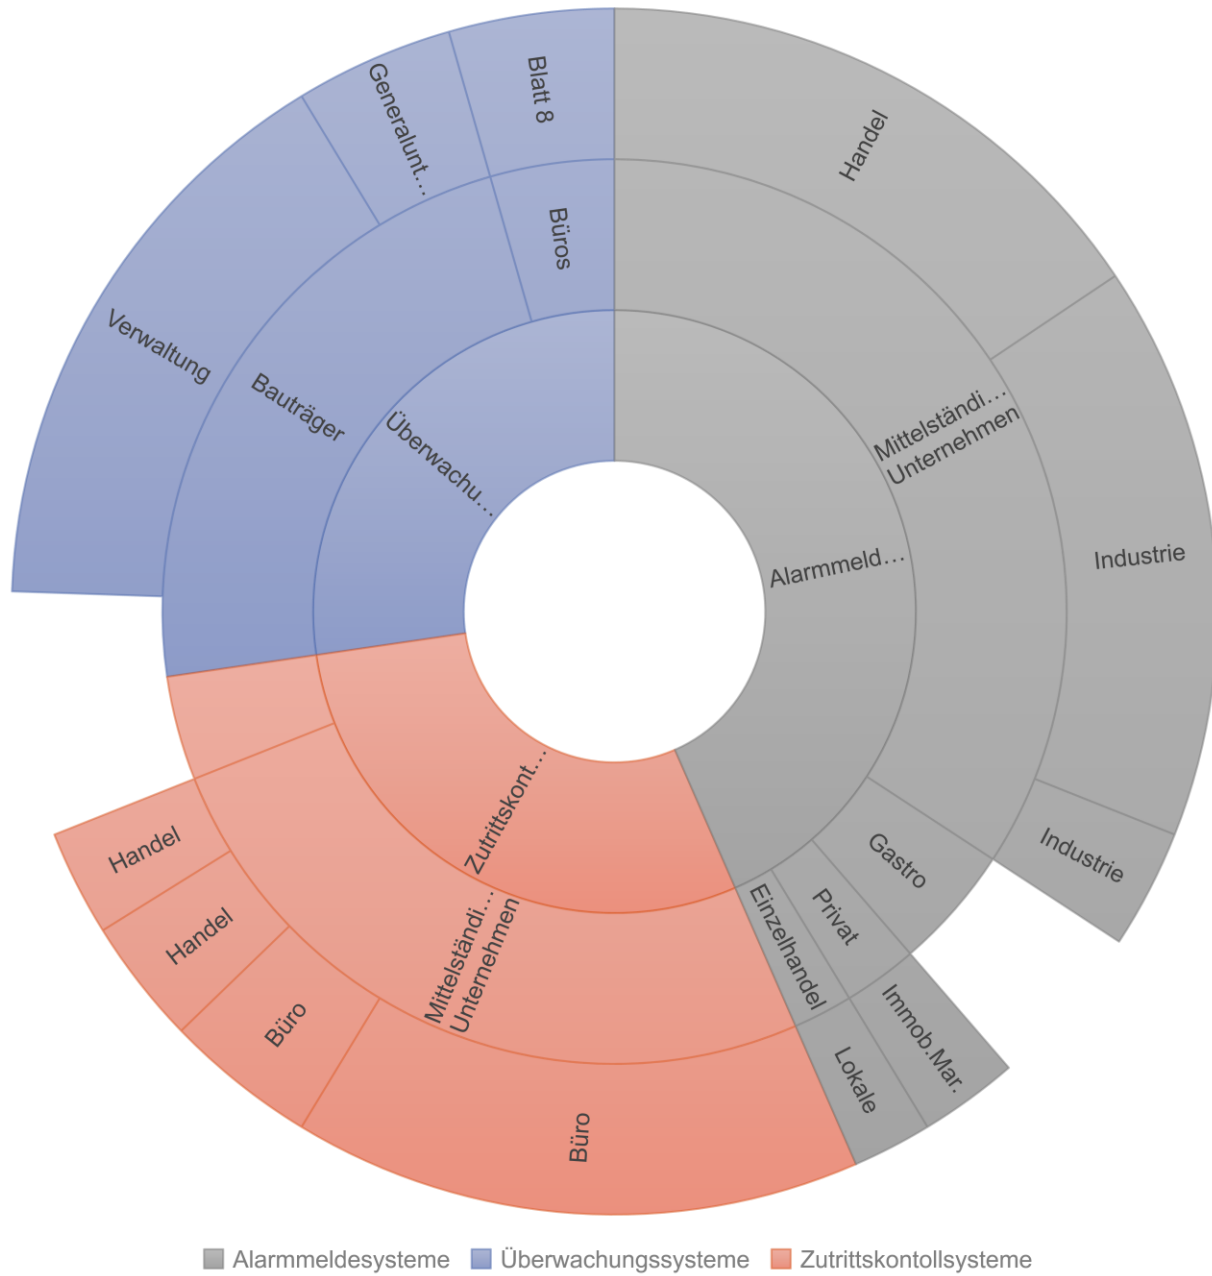 Blatt 8
Generalunt…
Handel
Büros
Verwaltung
Bauträger
Überwachu…
Mittelständi…
Unternehmen
Alarmmeld…
Industrie
Industrie
Gastro
Privat
Einzelhandel
Immob.Mar.
Lokale
Zutrittskont…
Mittelständi…
Unternehmen
Handel
Handel
Büro
Büro
Alarmmeldesysteme
Überwachungssysteme
Zutrittskontollsysteme